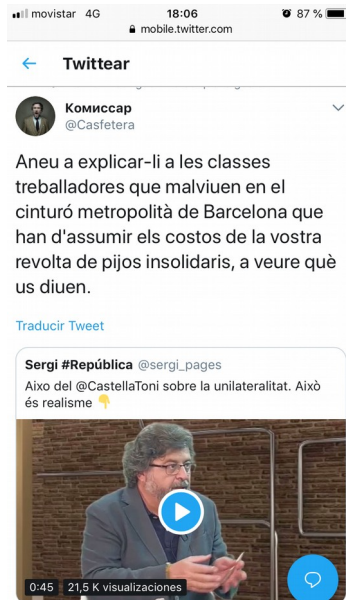 movistar 4G 18:06 87 %
mobile.twitter.com
Twittear
Комиссар
@Casfetera
Aneu a explicar-li a les classes
treballadores que malviuen en el
cinturó metropolità de Barcelona que
han d'assumir els costos de la vostra
revolta de pijos insolidaris, a veure què
us diuen.
Traducir Tweet
Sergi #República @sergi_pages
Aixo del @CastellaToni sobre la unilateralitat. Això
és realisme 👇
0:45 21,5 K visualizaciones